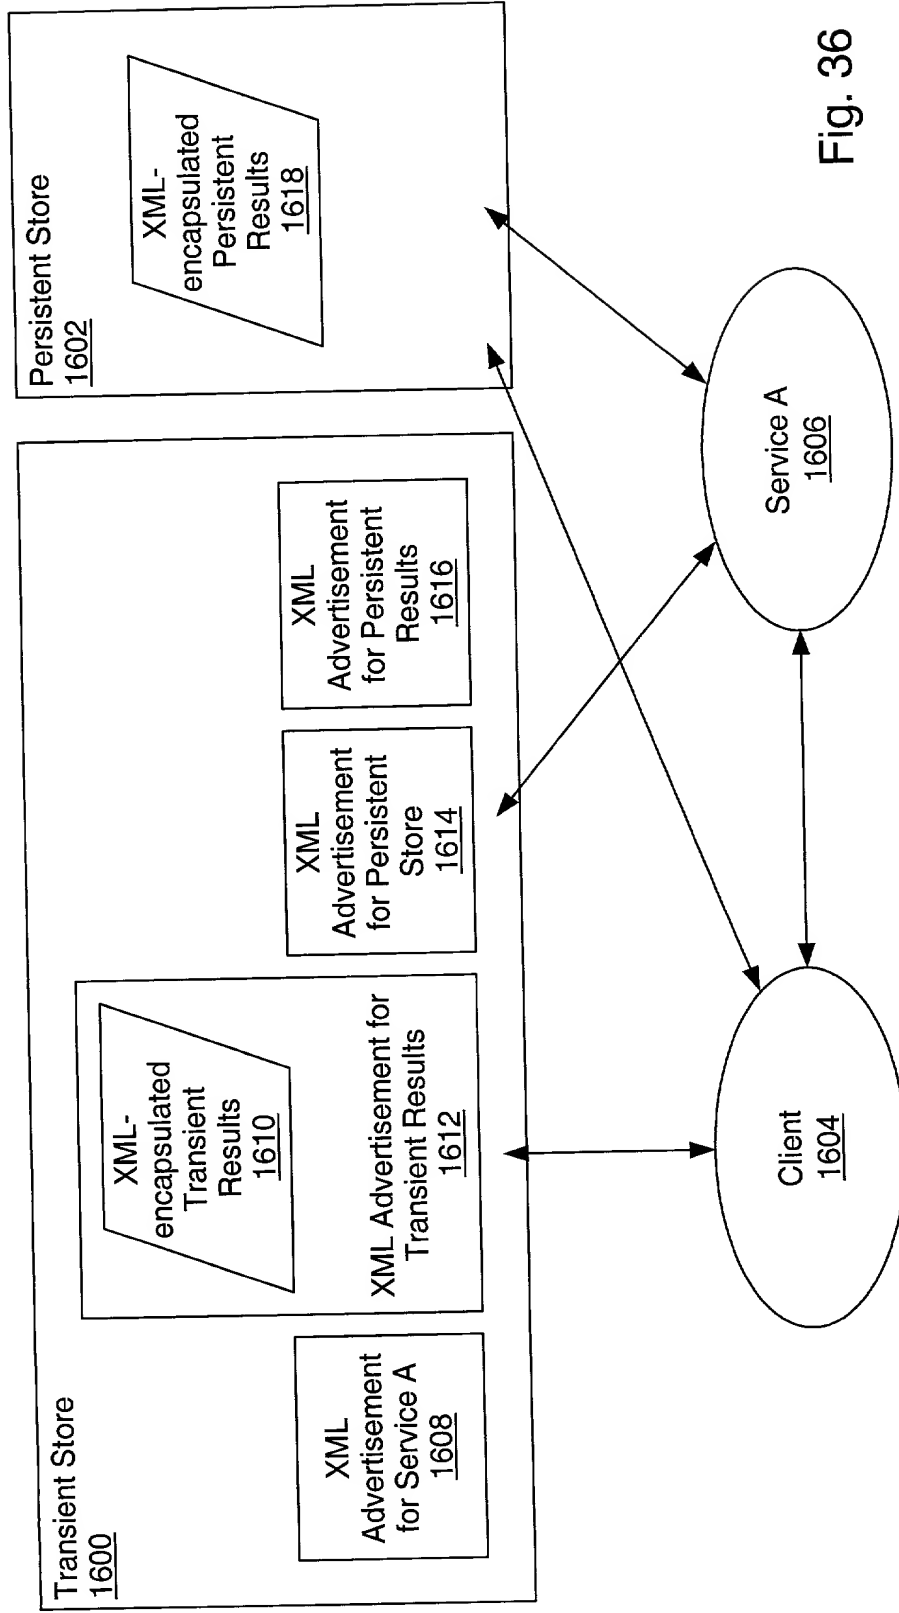 Transient Store
1600
XML
Advertisement
for Service A
1608
XML-
encapsulated
Transient
Results
1610
XML Advertisement for
Transient Results
1612
XML
Advertisement
for Persistent
Store
1614
XML
Advertisement
for Persistent
Results
1616
Persistent Store
1602
XML-
encapsulated
Persistent
Results
1618
Client
1604
Service A
1606
Fig. 36